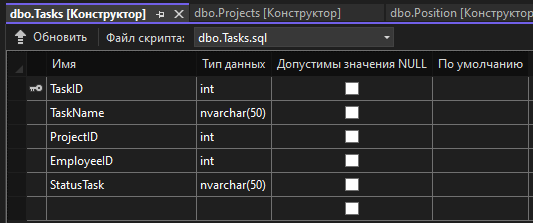 dbo.Tasks [Конструктор] dbo.Projects [Конструктор] dbo.Position [Конструктор]
Обновить Файл скрипта: dbo.Tasks.sql
Имя Тип данных Допустимы значения NULL По умолчанию
TaskID int
TaskName nvarchar(50)
ProjectID int
EmployeeID int
StatusTask nvarchar(50)